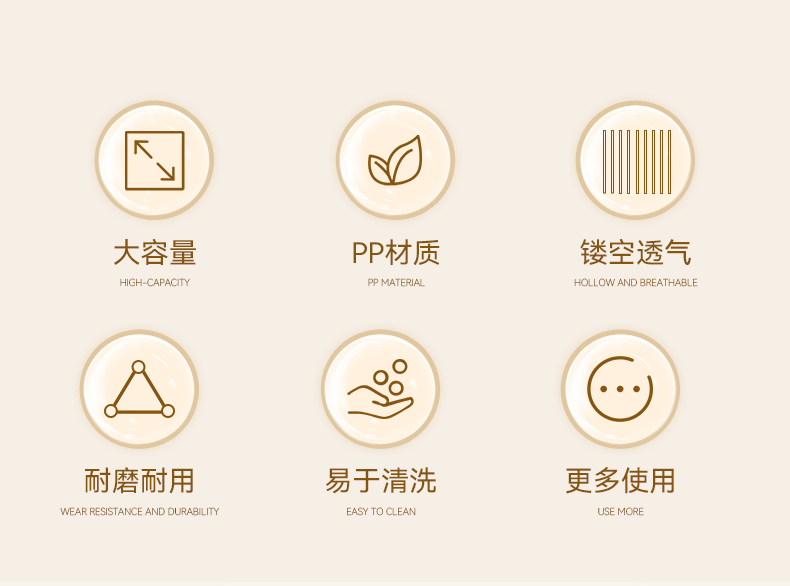 大容量
PP材质
镂空透气
HIGH-CAPACITY
PP MATERIAL
HOLLOW AND BREATHABLE
耐磨耐用
易于清洗
更多使用
WEAR RESISTANCE AND DURABILITY
EASY TO CLEAN
USE MORE